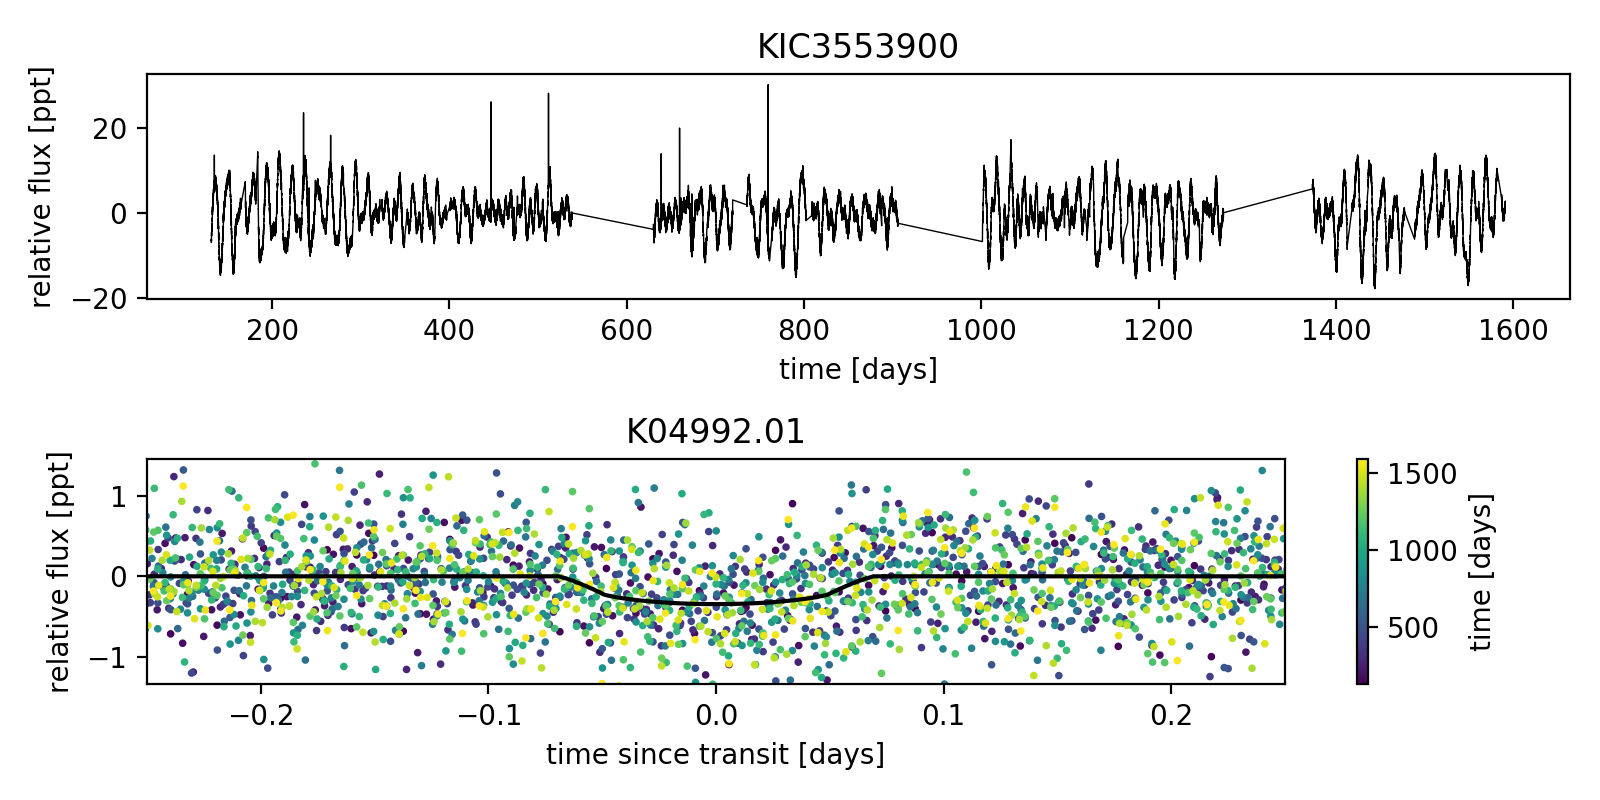 KIC3553900
relative flux [ppt]
20
0
−20
200 400 600 800 1000 1200 1400 1600
time [days]
K04992.01
relative flux [ppt]
1
0
−1
−0.2 −0.1 0.0 0.1 0.2
time since transit [days]
1500
1000
500
time [days]